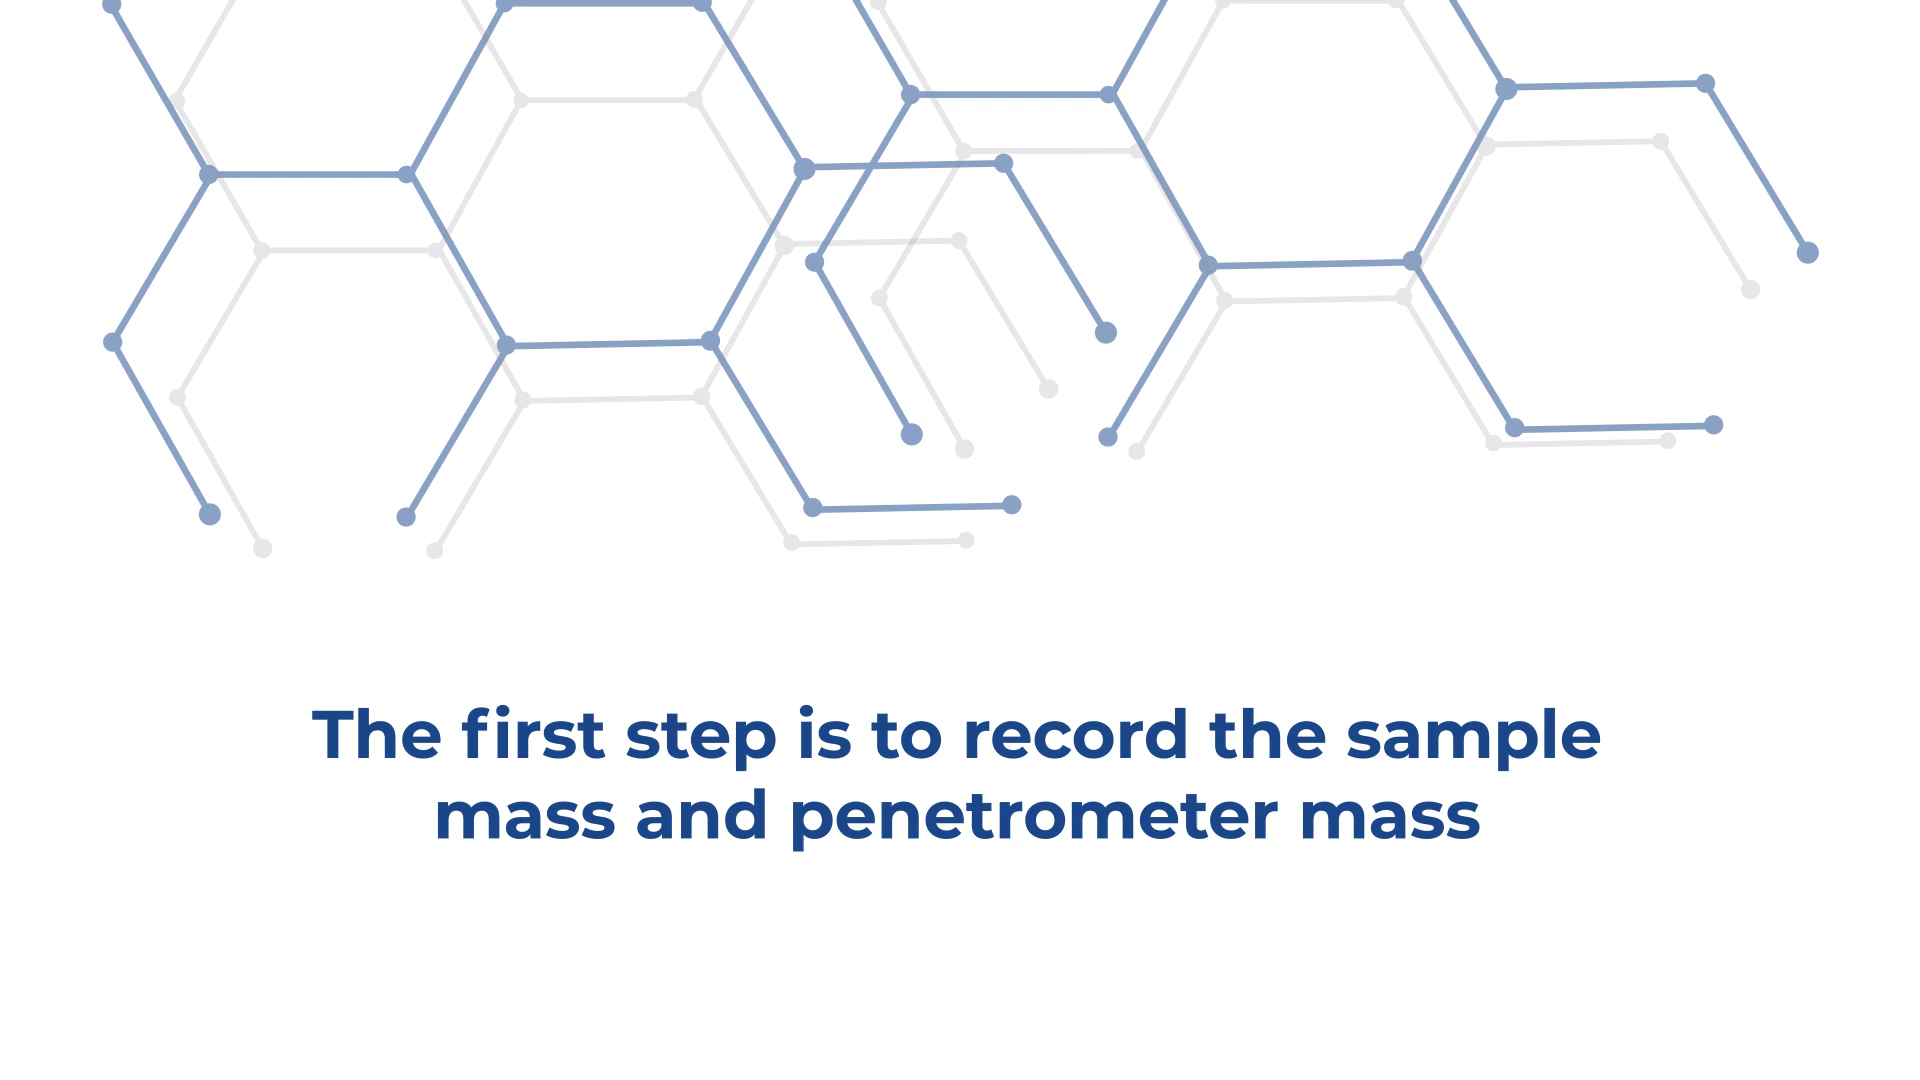 The first step is to record the sample
mass and penetrometer mass